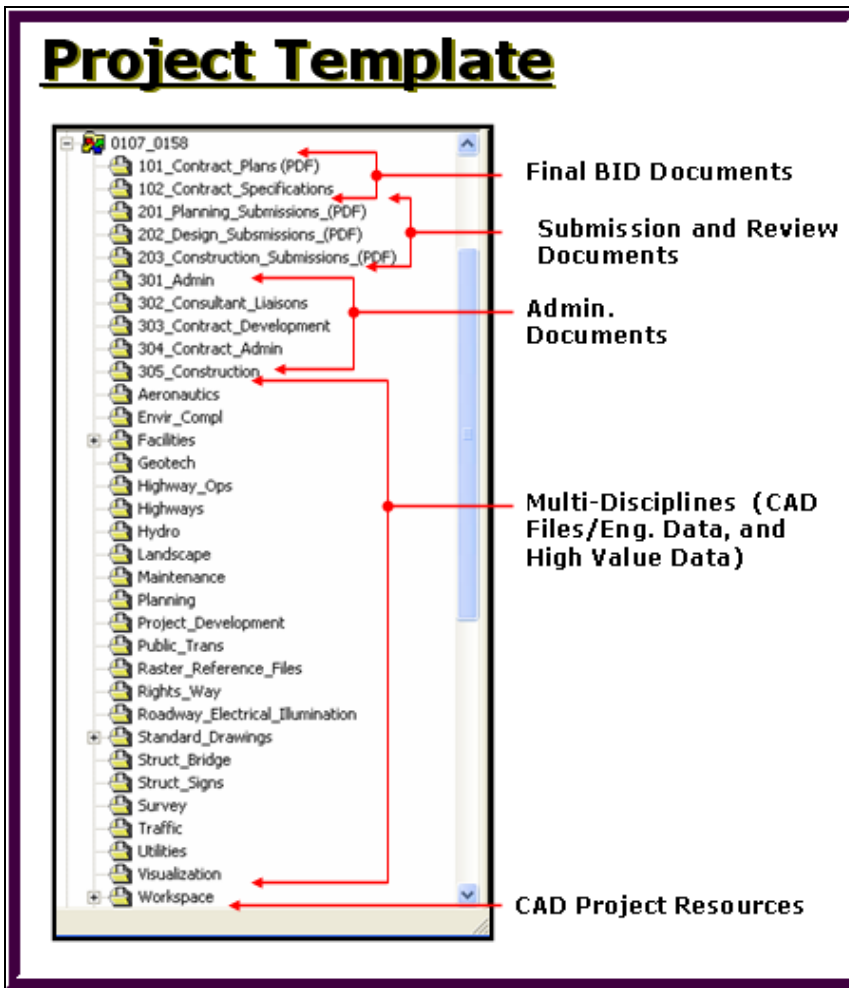 Project Template
0107_0158
101_Contract_Plans (PDF)
102_Contract_Specifications
201_Planning_Submissions_(PDF)
202_Design_Subsmissions_(PDF)
203_Construction_Submissions_(PDF)
301_Admin
302_Consultant_Liaisons
303_Contract_Development
304_Contract_Admin
305_Construction
Aeronautics
Envir_Compl
Facilities
Geotech
Highway_Ops
Highways
Hydro
Landscape
Maintenance
Planning
Project_Development
Public_Trans
Raster_Reference_Files
Rights_Way
Roadway_Electrical_Illumination
Standard_Drawings
Struct_Bridge
Struct_Signs
Survey
Traffic
Utilities
Visualization
Workspace
Final BID Documents
Submission and Review
Documents
Admin.
Documents
Multi-Disciplines (CAD
Files/Eng. Data, and
High Value Data)
CAD Project Resources